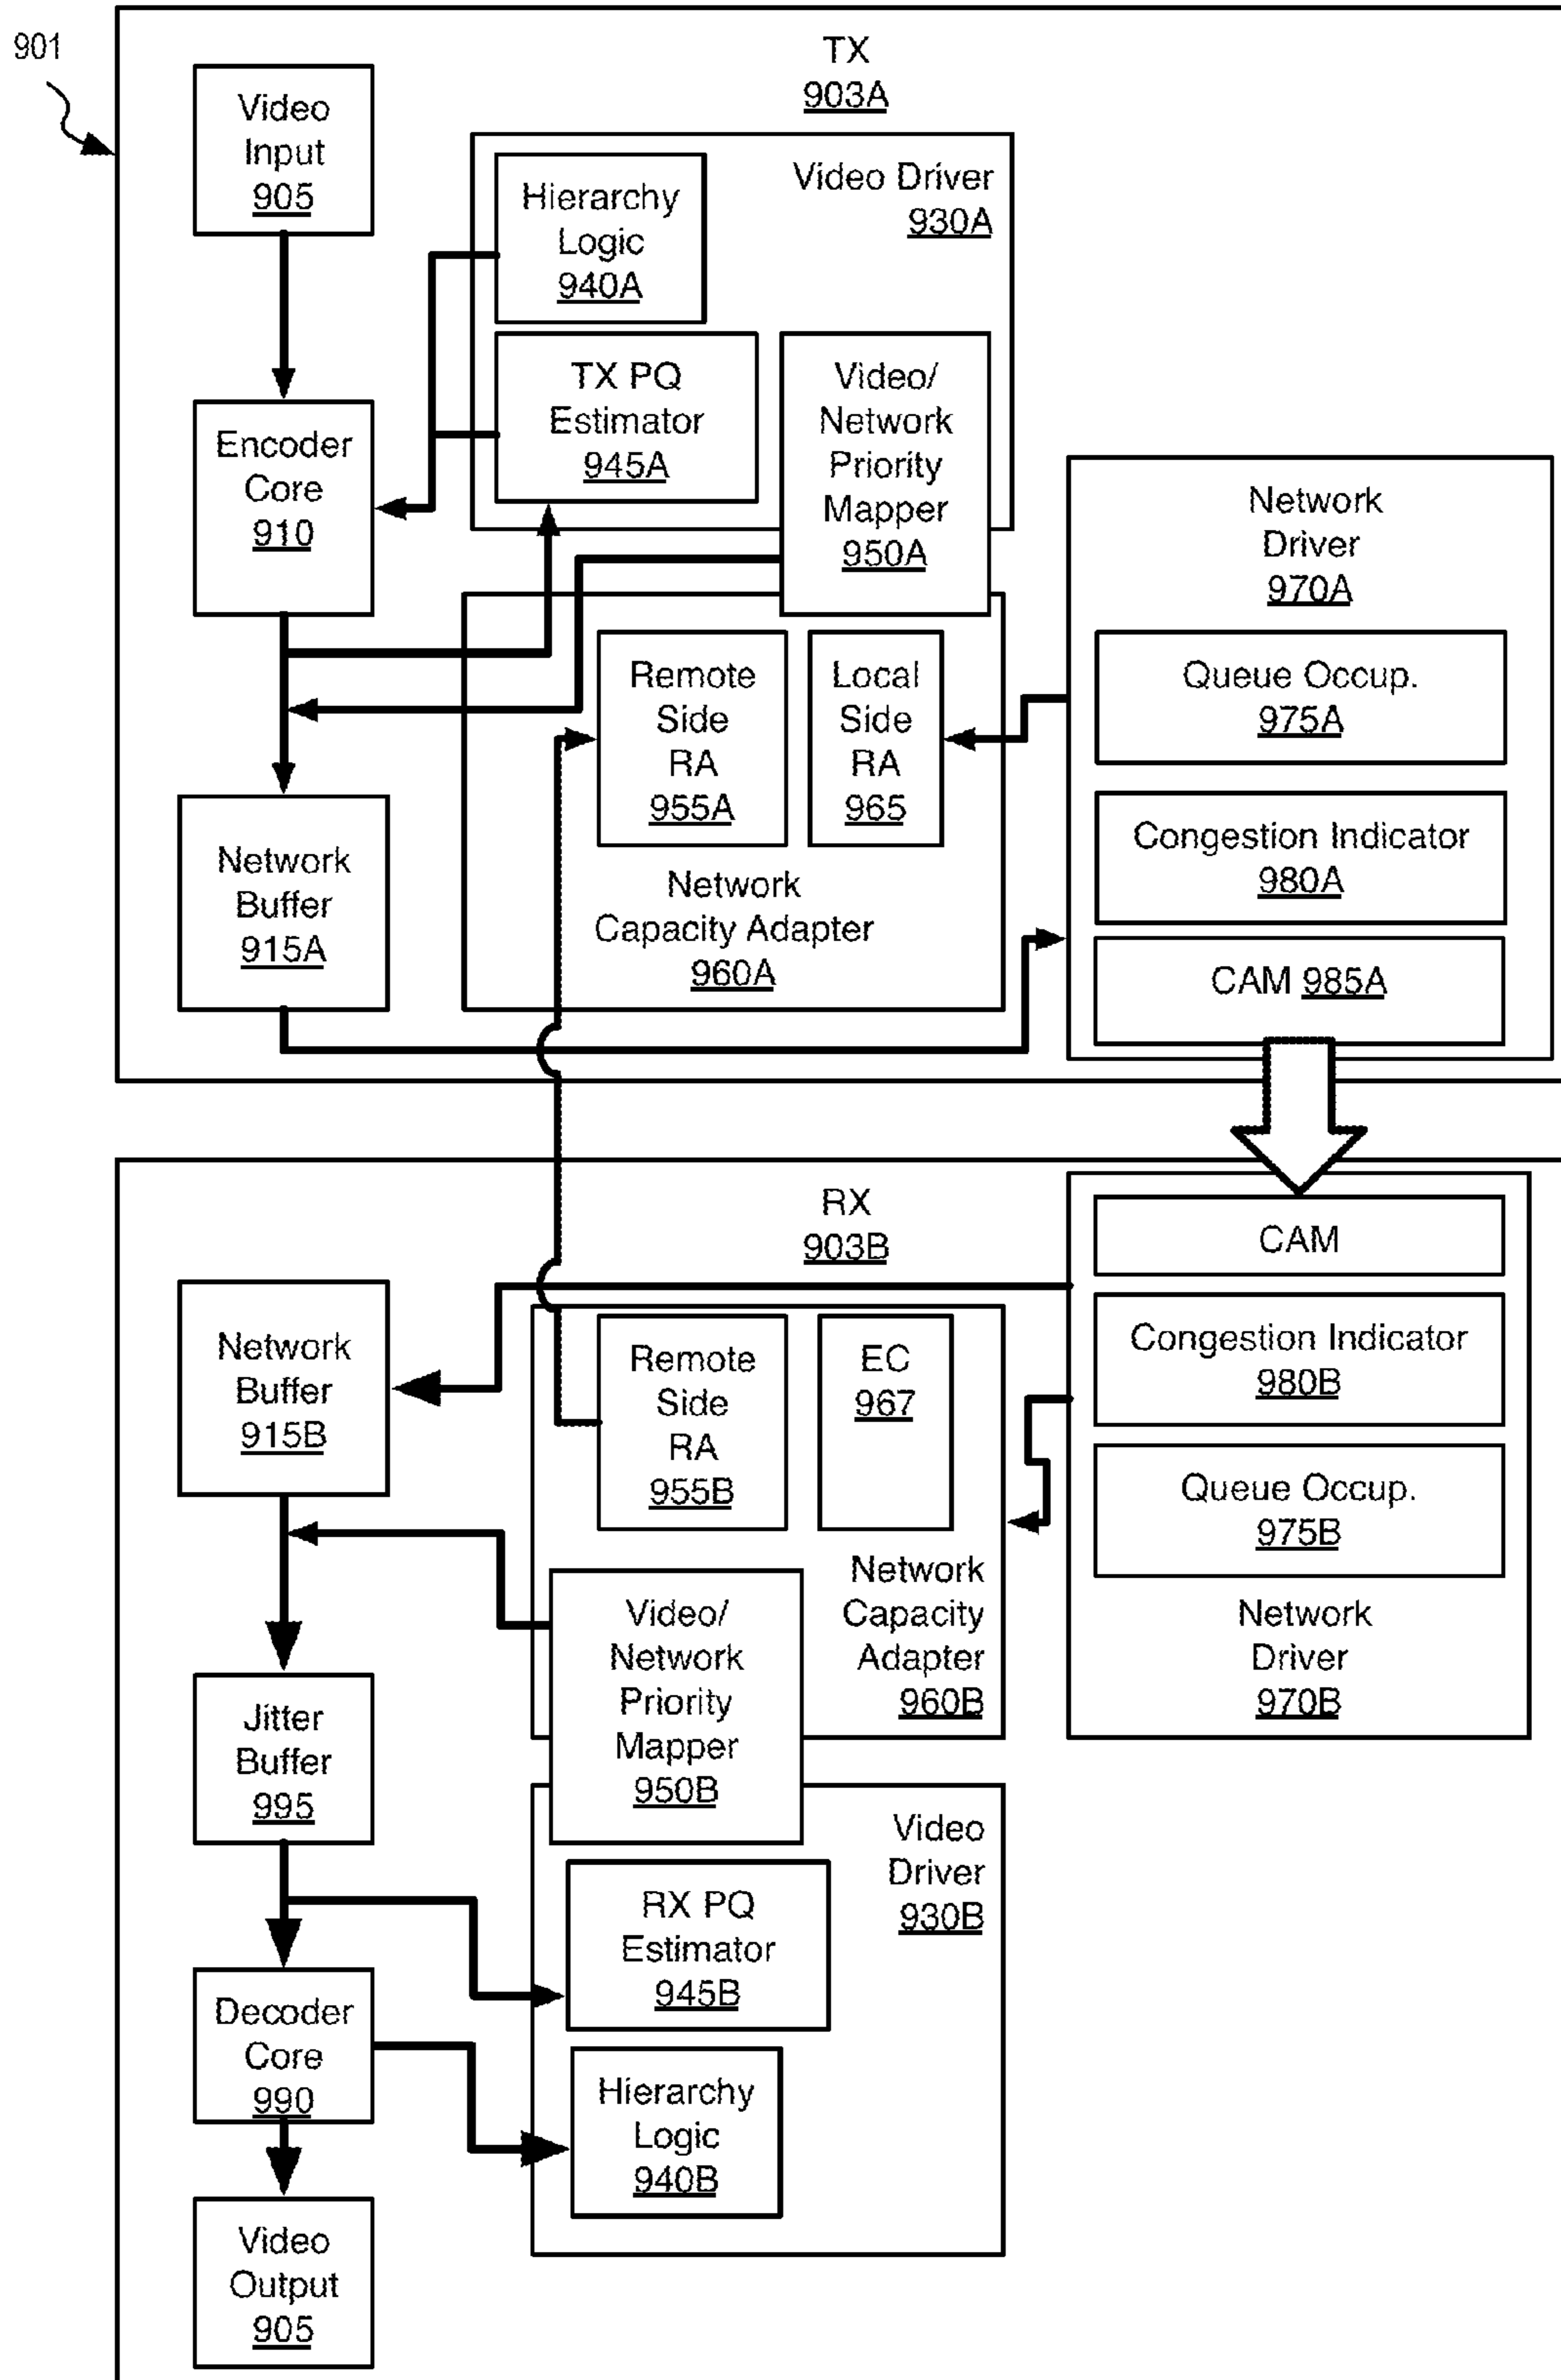 901
TX
903A
Video
Input
905
Video Driver
930A
Hierarchy
Logic
940A
TX PQ
Estimator
945A
Video/
Network
Priority
Mapper
950A
Encoder
Core
910
Network
Driver
970A
Queue Occup.
975A
Congestion Indicator
980A
CAM 985A
Remote
Side
RA
955A
Local
Side
RA
965
Network
Capacity Adapter
960A
Network
Buffer
915A
RX
903B
CAM
Congestion Indicator
980B
Queue Occup.
975B
Network
Driver
970B
Network
Buffer
915B
Remote
Side
RA
955B
EC
967
Network
Capacity
Adapter
960B
Video/
Network
Priority
Mapper
950B
Jitter
Buffer
995
Video
Driver
930B
RX PQ
Estimator
945B
Decoder
Core
990
Hierarchy
Logic
940B
Video
Output
905